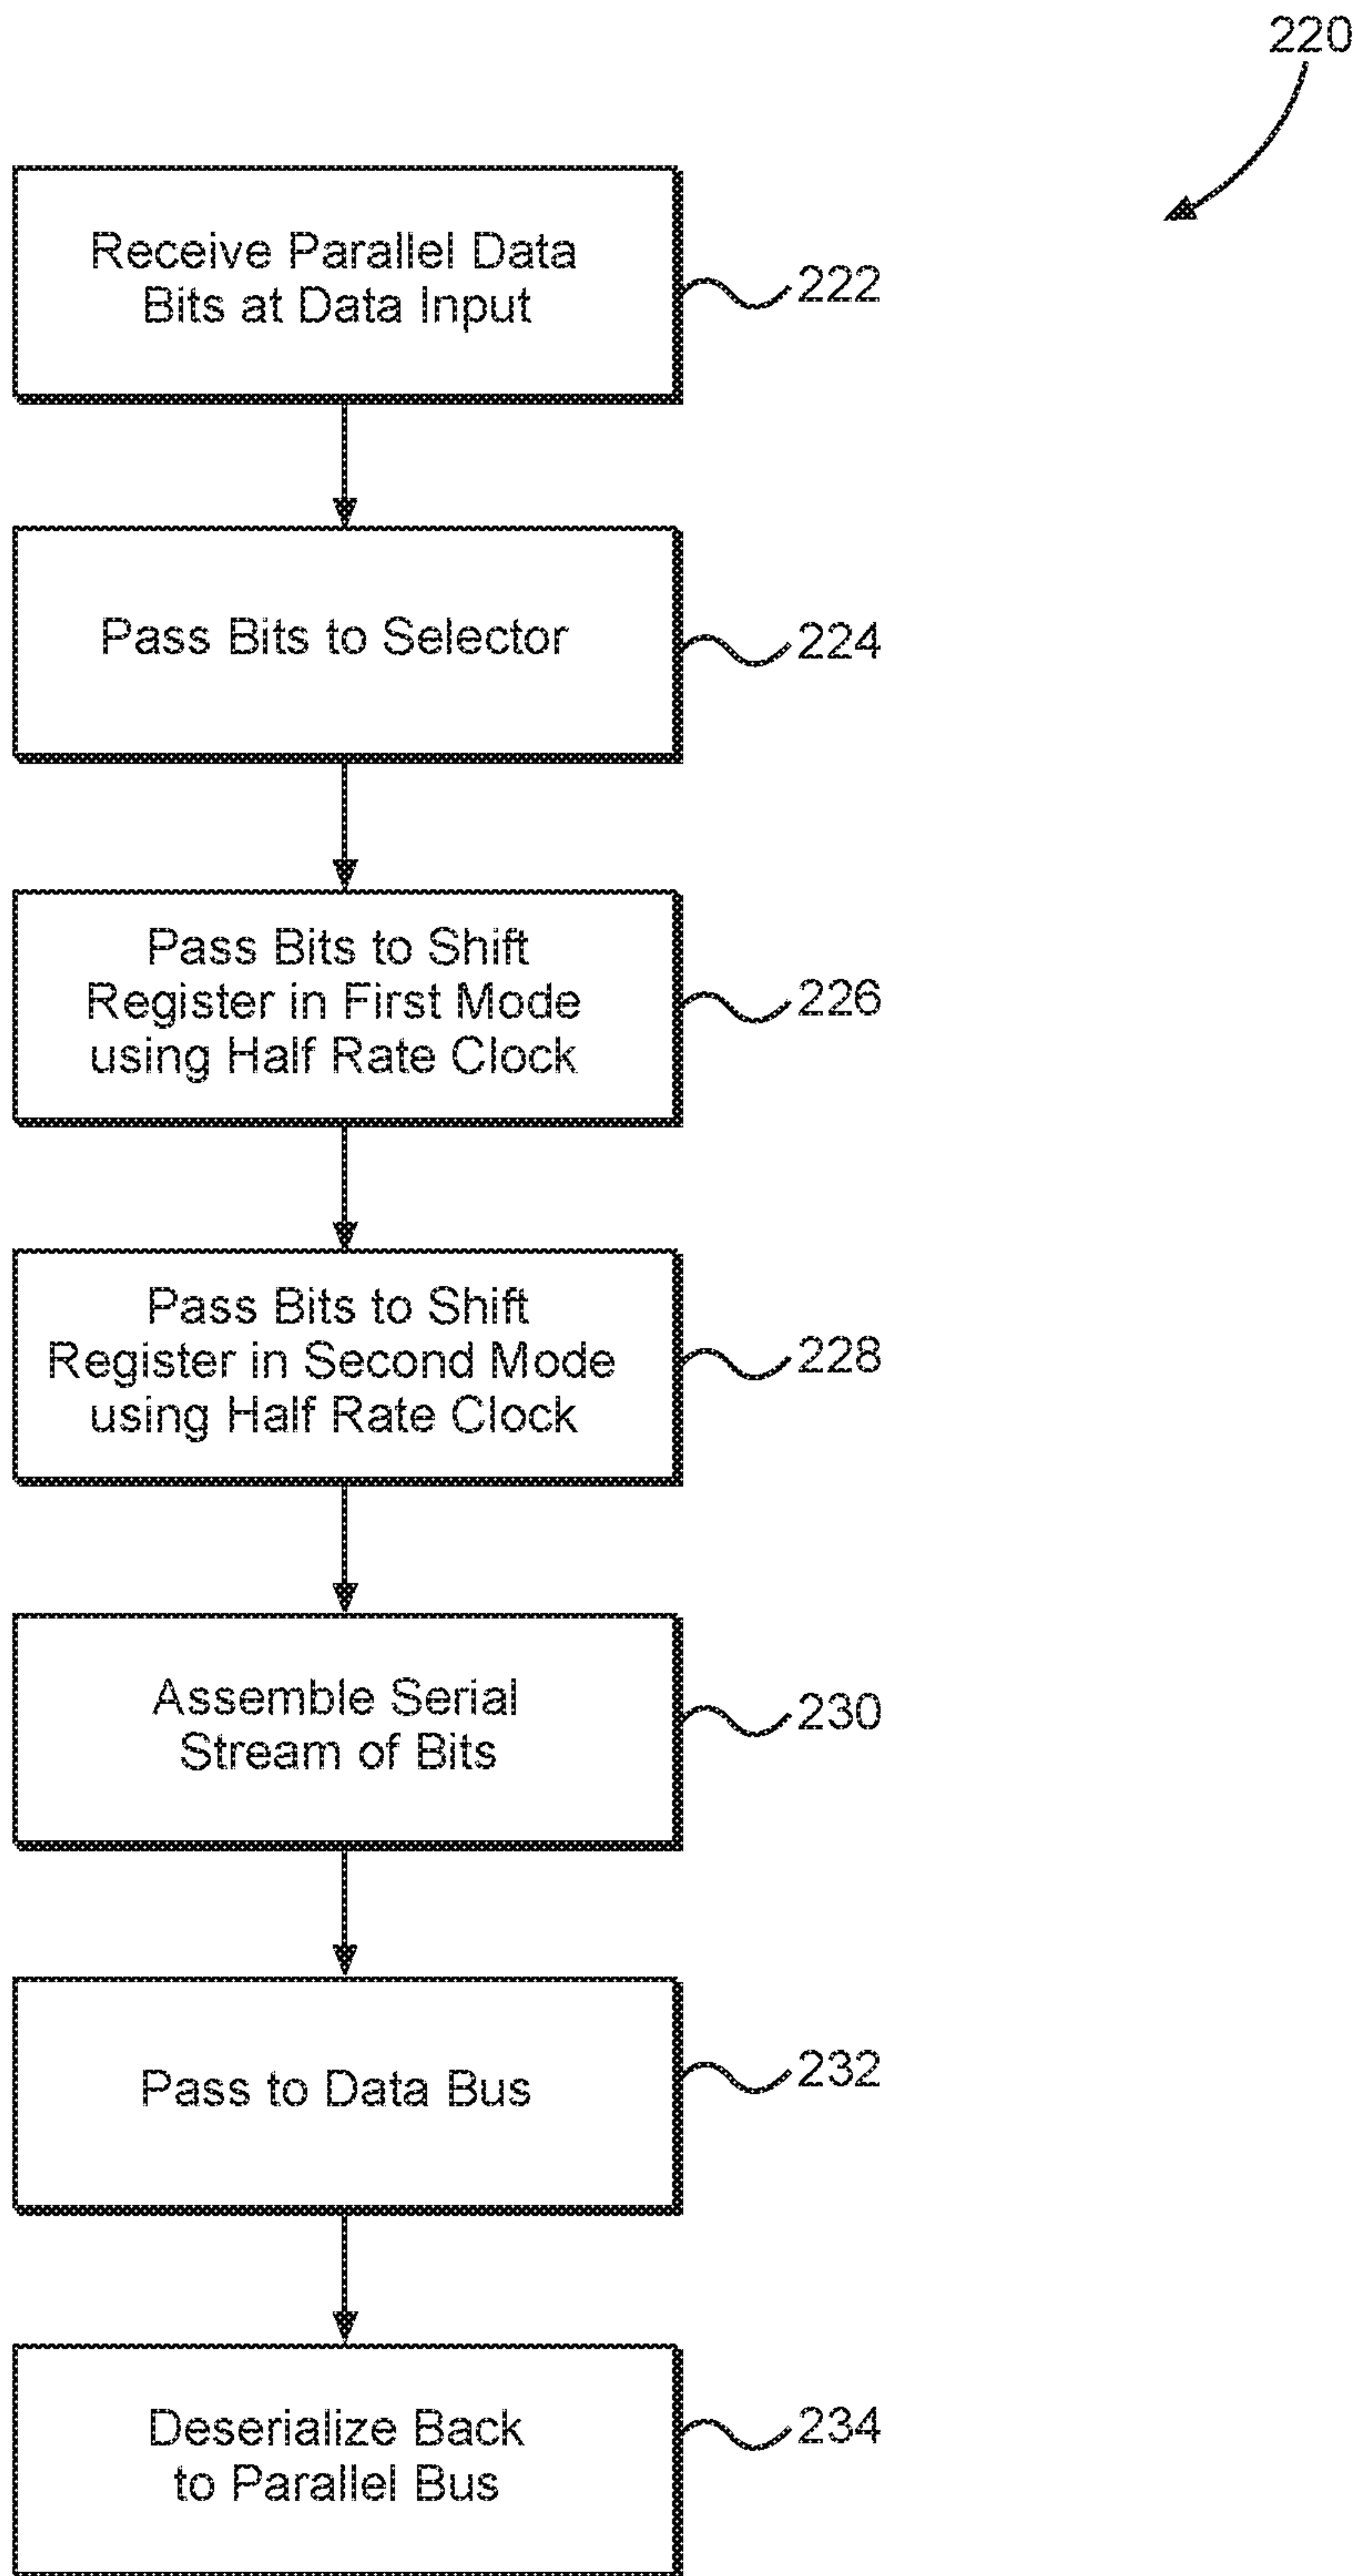 220
Receive Parallel Data
Bits at Data Input
222
Pass Bits to Selector
224
Pass Bits to Shift
Register in First Mode
using Half Rate Clock
226
Pass Bits to Shift
Register in Second Mode
using Half Rate Clock
228
Assemble Serial
Stream of Bits
230
Pass to Data Bus
232
Deserialize Back
to Parallel Bus
234